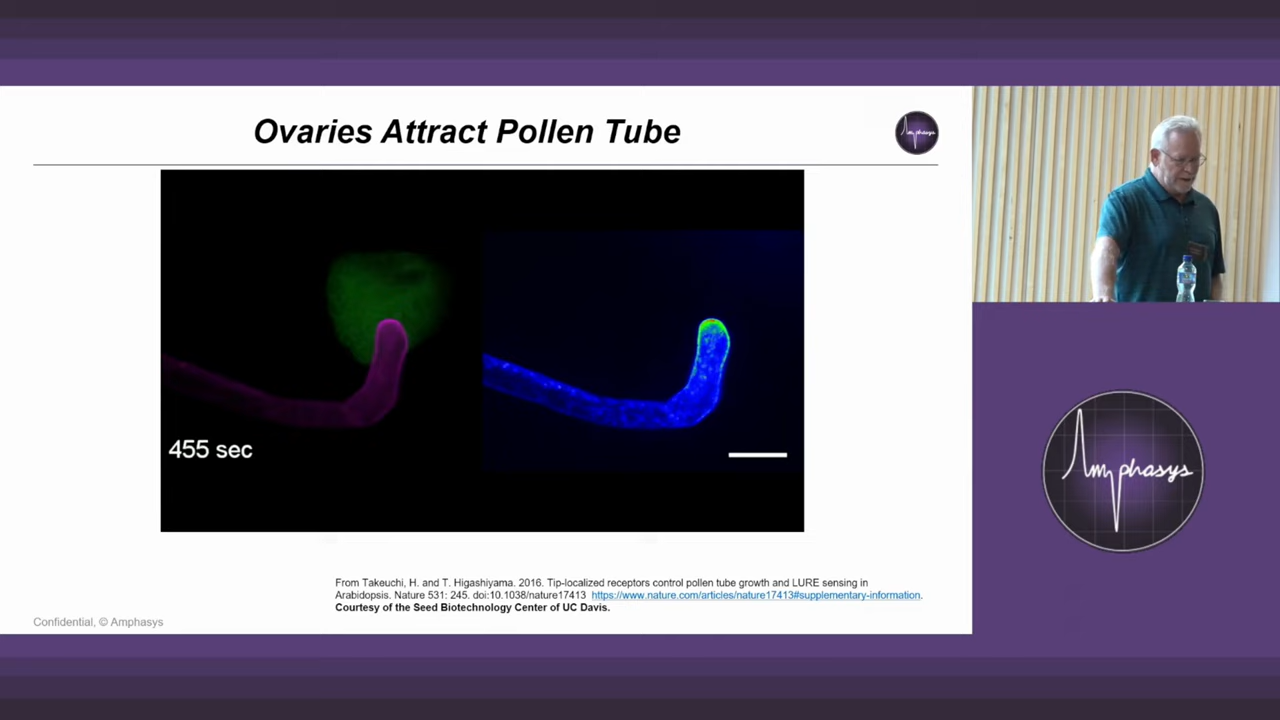 Ovaries Attract Pollen Tube
Amphasys
455 sec
From Takeuchi, H. and T. Higashiyama. 2016. Tip-localized receptors control pollen tube growth and LURE sensing in
Arabidopsis. Nature 531: 245. doi:10.1038/nature17413 https://www.nature.com/articles/nature17413#supplementary-information.
Courtesy of the Seed Biotechnology Center of UC Davis.
Confidential, © Amphasys
Amphasys